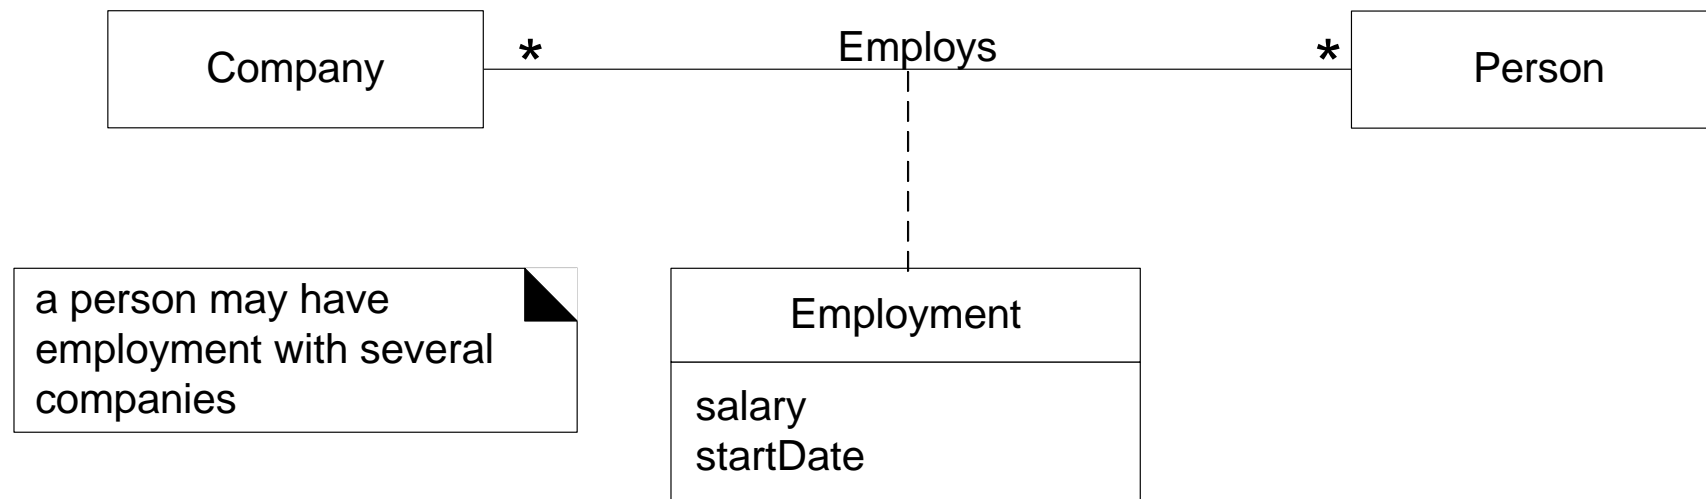 Company
*
Employs
*
Person
a person may have
employment with several
companies
Employment
salary
startDate